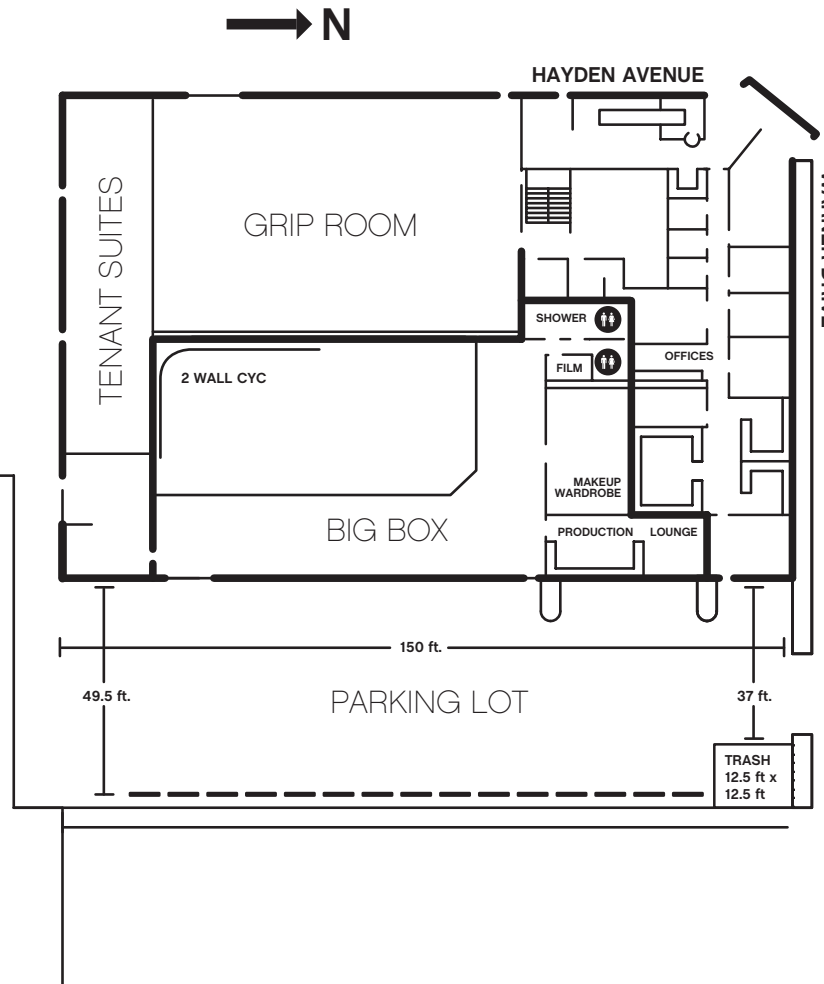 N
HAYDEN AVENUE
TENANT SUITES
GRIP ROOM
SHOWER
FILM
OFFICES
2 WALL CYC
MAKEUP
WARDROBE
BIG BOX
PRODUCTION
LOUNGE
150 ft.
49.5 ft.
PARKING LOT
37 ft.
TRASH
12.5 ft x
12.5 ft